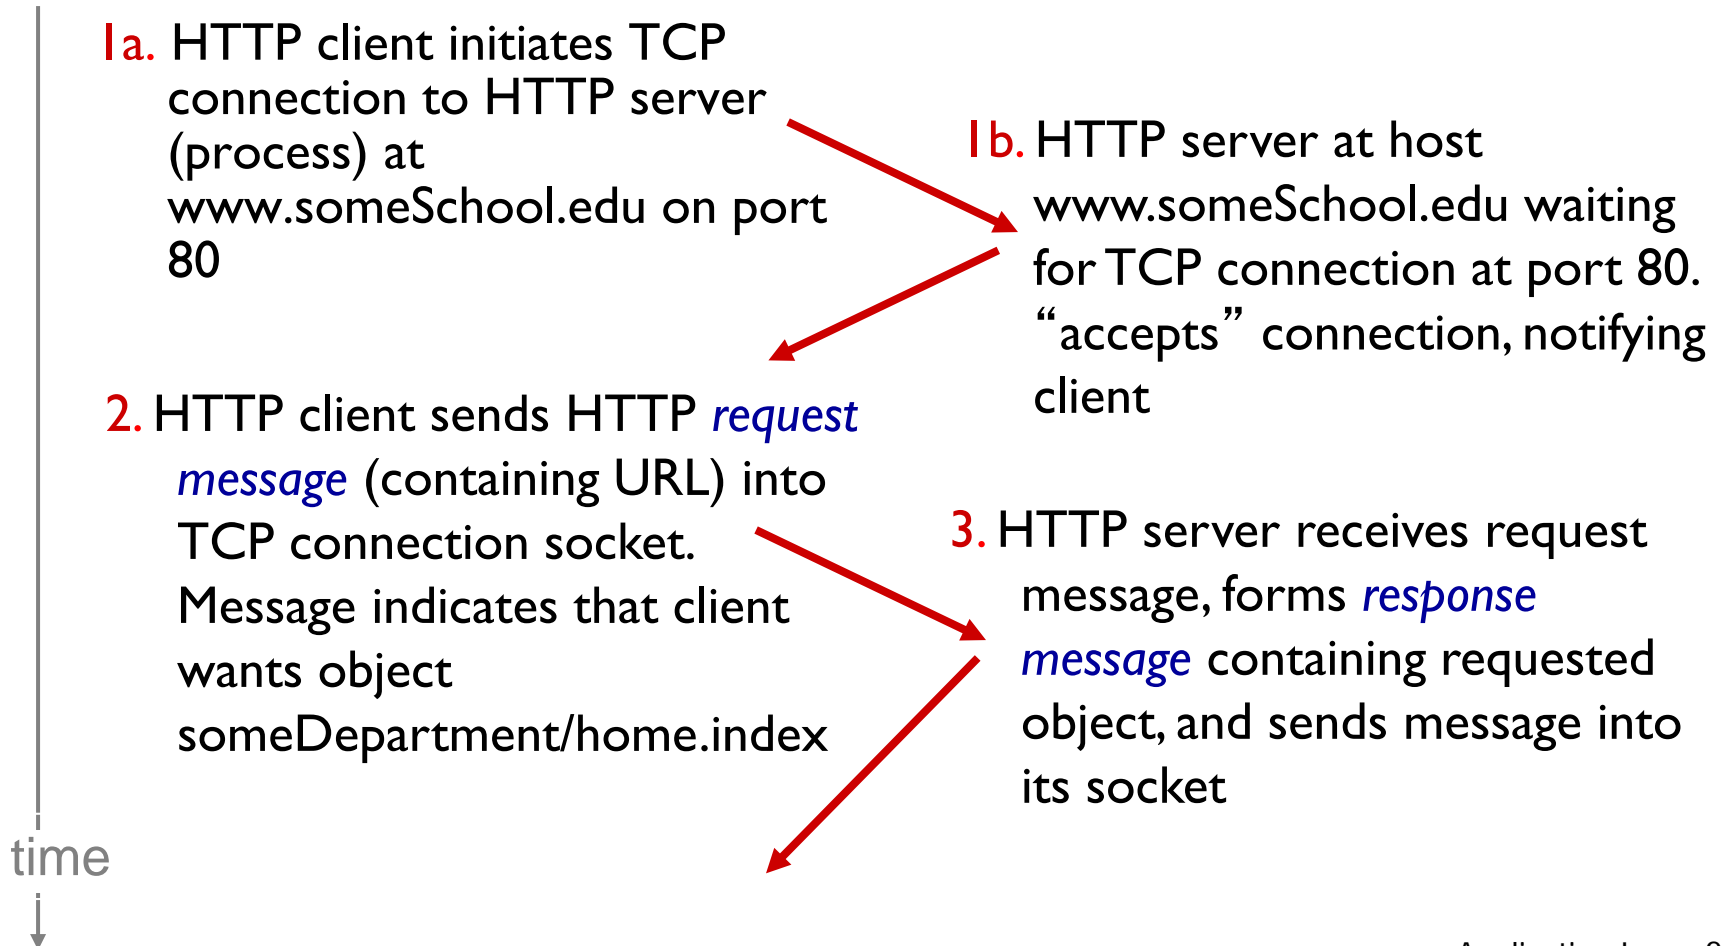 1a. HTTP client initiates TCP
connection to HTTP server
(process) at
www.someSchool.edu on port
80
1b. HTTP server at host
www.someSchool.edu waiting
for TCP connection at port 80.
“accepts” connection, notifying
client
2. HTTP client sends HTTP request
message (containing URL) into
TCP connection socket.
Message indicates that client
wants object
someDepartment/home.index
3. HTTP server receives request
message, forms response
message containing requested
object, and sends message into
its socket
time